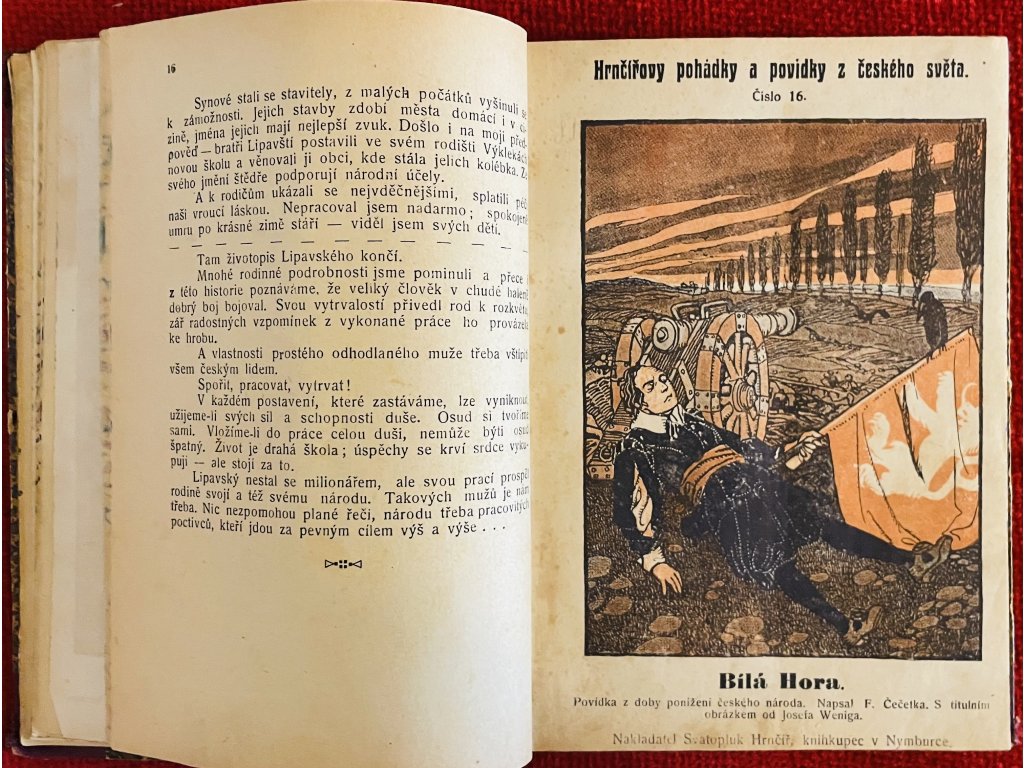 16
Synové stali se stavitely, z malých počátků vyšinuli se
k zámožnosti. Jejich stavby zdobí města domácí i v ci-
zině, jména jejich mají nejlepší zvuk. Došlo i na moji před-
pověď — bratři Lipavští postavili ve svém rodišti Výklekách
novou školu a věnovali ji obci, kde stála jejich kolébka. Ze
svého jmění štědře podporují národní účely.
A k rodičům ukázali se nejvděčnějšími, splatili péči
naši vroucí láskou. Nepracoval jsem nadarmo; spokojeně
umru po krásné zimě stáří — viděl jsem svých dětí.
Tam životopis Lipavského končí.
Mnohé rodinné podrobnosti jsme pominuli a přece i
z této historie poznáváme, že veliký člověk v chudé haleně
dobrý boj bojoval. Svou vytrvalostí přivedl rod k rozkvětu,
zář radostných vzpomínek z vykonané práce ho provázela
ke hrobu.
A vlastnosti prostého odhodlaného muže třeba vštípiti
všem českým lidem.
Spořit, pracovat, vytrvat!
V každém postavení, které zastáváme, lze vyniknout,
užijeme-li svých sil a schopnosti duše. Osud si tvoříme
sami. Vložíme-li do práce celou duši, nemůže býti osud
špatný. Život je drahá škola; úspěchy se krví srdce vyku-
pují — ale stojí za to.
Lipavský nestal se milionářem, ale svou prací prospěl
rodině svojí a též svému národu. Takových mužů je nám
třeba. Nic nezpomohou plané řeči, národu třeba pracovitých
poctivců, kteří jdou za pevným cílem výš a výše . . .
Hrnčířovy pohádky a povídky z českého světa.
Číslo 16.
Bílá Hora.
Povídka z doby ponížení českého národa. Napsal F. Čečetka. S titulním
obrázkem od Josefa Weniga.
Nakladatel Svatopluk Hrnčíř, knihkupec v Nymburce.